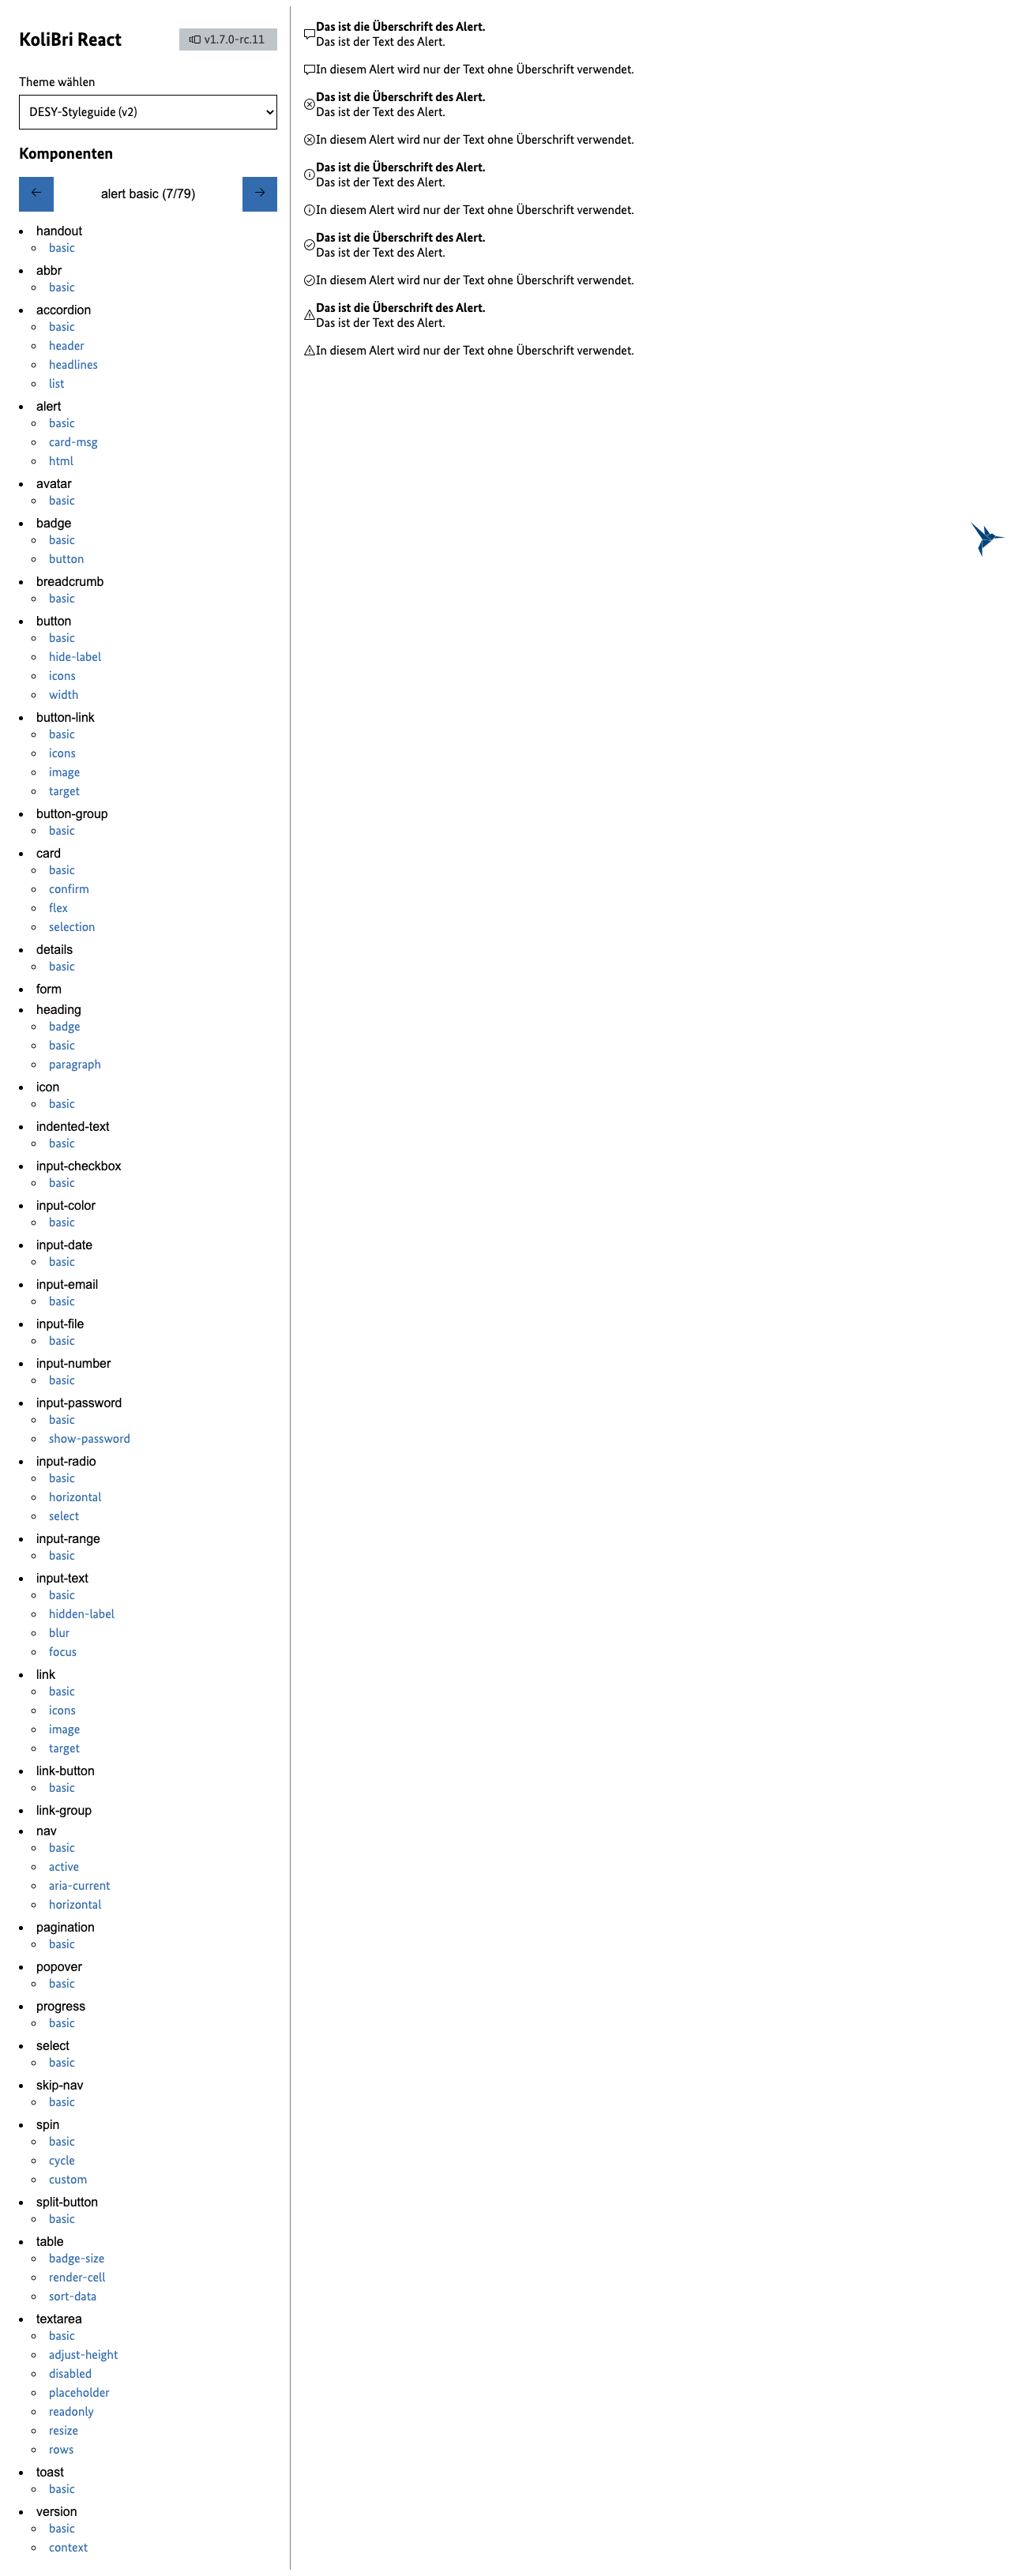 KoliBri React
v1.7.0-rc.11
Theme wählen
DESY-Styleguide (v2)
Komponenten
alert basic (7/79)
handout
basic
abbr
basic
accordion
basic
header
headlines
list
alert
basic
card-msg
html
avatar
basic
badge
basic
button
breadcrumb
basic
button
basic
hide-label
icons
width
button-link
basic
icons
image
target
button-group
basic
card
basic
confirm
flex
selection
details
basic
form
heading
badge
basic
paragraph
icon
basic
indented-text
basic
input-checkbox
basic
input-color
basic
input-date
basic
input-email
basic
input-file
basic
input-number
basic
input-password
basic
show-password
input-radio
basic
horizontal
select
input-range
basic
input-text
basic
hidden-label
blur
focus
link
basic
icons
image
target
link-button
basic
link-group
nav
basic
active
aria-current
horizontal
pagination
basic
popover
basic
progress
basic
select
basic
skip-nav
basic
spin
basic
cycle
custom
split-button
basic
table
badge-size
render-cell
sort-data
textarea
basic
adjust-height
disabled
placeholder
readonly
resize
rows
toast
basic
version
basic
context
Das ist die Überschrift des Alert.
Das ist der Text des Alert.
In diesem Alert wird nur der Text ohne Überschrift verwendet.
Das ist die Überschrift des Alert.
Das ist der Text des Alert.
In diesem Alert wird nur der Text ohne Überschrift verwendet.
Das ist die Überschrift des Alert.
Das ist der Text des Alert.
In diesem Alert wird nur der Text ohne Überschrift verwendet.
Das ist die Überschrift des Alert.
Das ist der Text des Alert.
In diesem Alert wird nur der Text ohne Überschrift verwendet.
Das ist die Überschrift des Alert.
Das ist der Text des Alert.
In diesem Alert wird nur der Text ohne Überschrift verwendet.